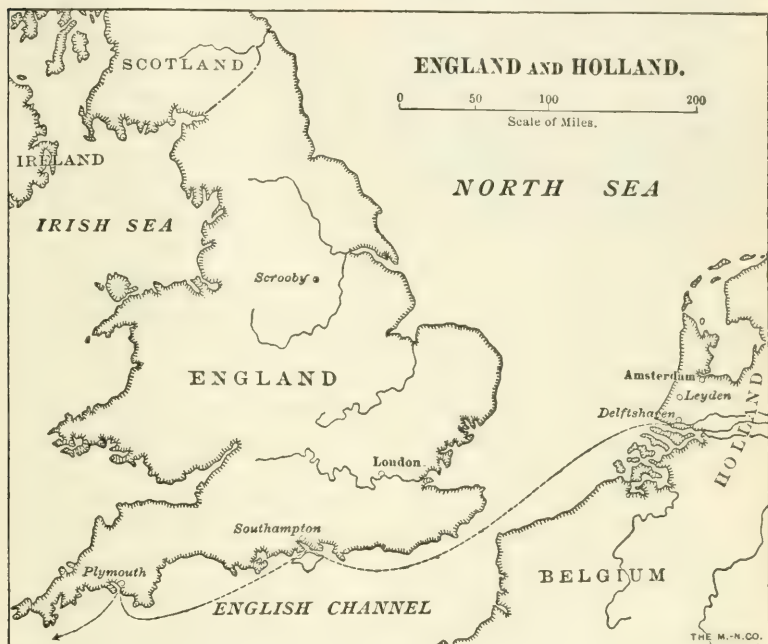 SCOTLAND
ENGLAND AND HOLLAND.
0 50 100 200
Scale of Miles.
IRELAND
NORTH SEA
IRISH SEA
Scrooby
ENGLAND
Amsterdam
Leyden
Delftshaven
HOLLAND
London
Southampton
Plymouth
ENGLISH CHANNEL
BELGIUM
THE M.-N. CO.